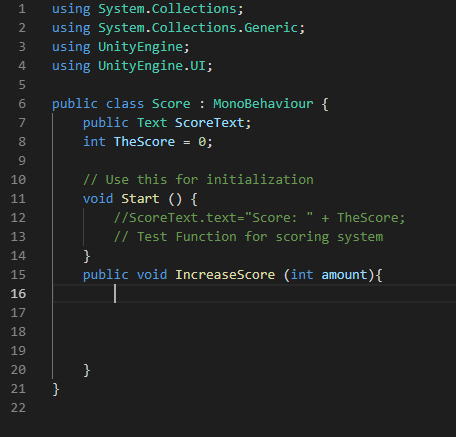 1 using System.Collections;
2 using System.Collections.Generic;
3 using UnityEngine;
4 using UnityEngine.UI;
5
6 public class Score : MonoBehaviour {
7     public Text ScoreText;
8     int TheScore = 0;
9
10     // Use this for initialization
11     void Start () {
12         //ScoreText.text="Score: " + TheScore;
13         // Test Function for scoring system
14     }
15     public void IncreaseScore (int amount){
16
17
18
19
20     }
21 }
22